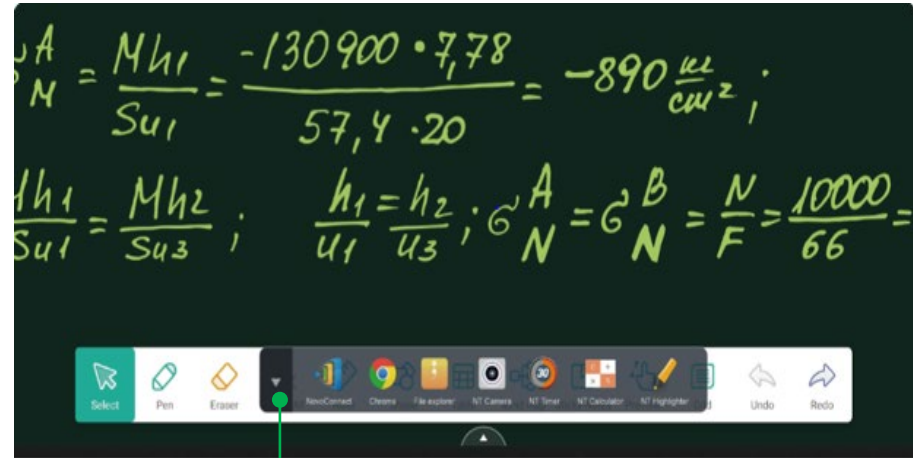 A
M = Mh1/Su1 = -130900 • 7,78 / 57,4 • 20 = -890 кг/см²;
h1/Su1 = Mh2/Su3; h1/u1 = h2/u3; σ A N = σ B N = N/F = 10000/66 =
Select Pen Eraser NovoConnect Chrome File explorer NT Camera NT Timer NT Calculator NT Highlighter Undo Redo